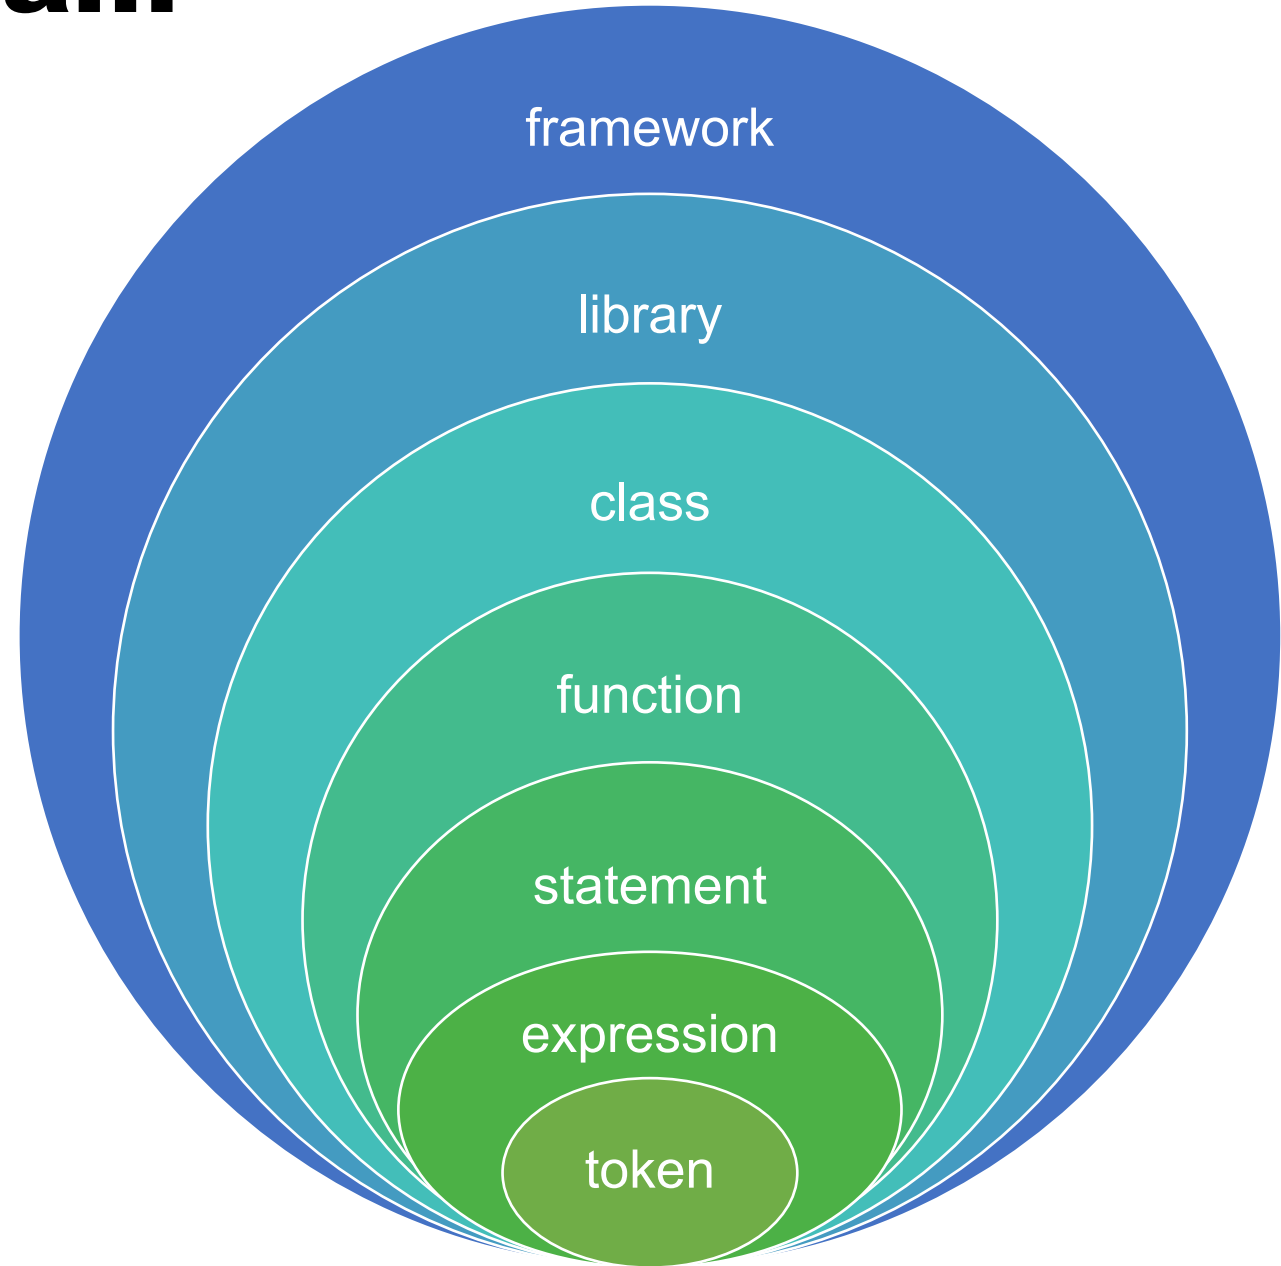 framework
library
class
function
statement
expression
token